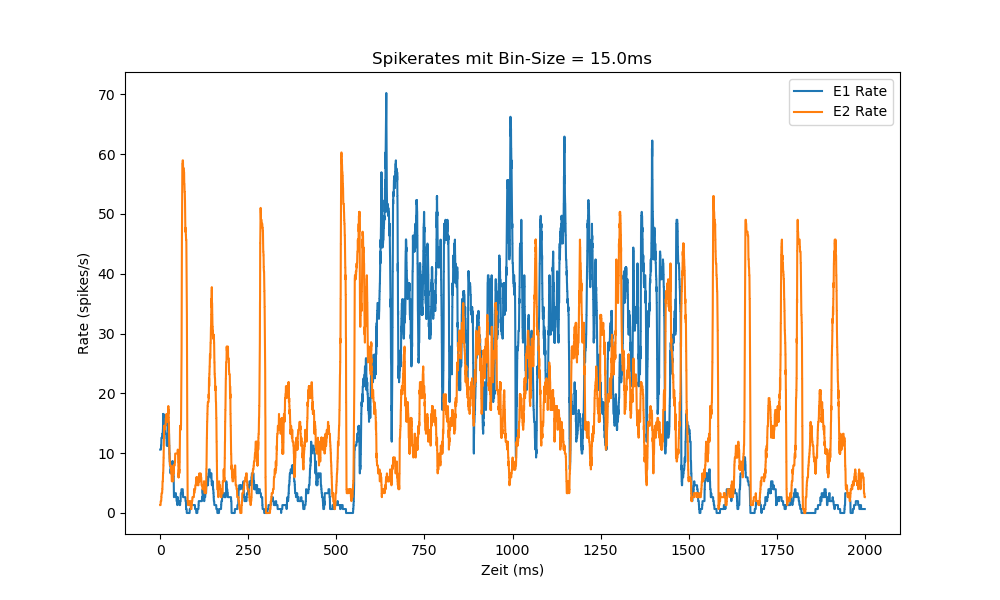 Spikerates mit Bin-Size = 15.0ms
E1 Rate
E2 Rate
70
60
50
40
30
20
10
0
Rate (spikes/s)
0 250 500 750 1000 1250 1500 1750 2000
Zeit (ms)